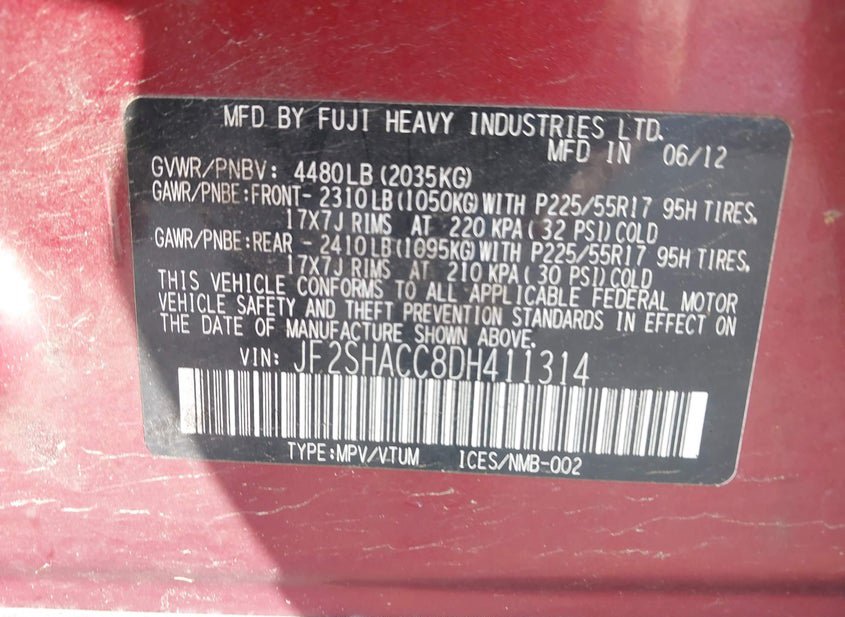 MFD BY FUJI HEAVY INDUSTRIES LTD.
MFD IN 06/12
GVWR/PNBV: 4480LB(2035KG)
GAWR/PNBE:FRONT- 2310LB(1050KG)WITH P225/55R17 95H TIRES,
17X7J RIMS AT 220 KPA( 32 PSI)COLD
GAWR/PNBE:REAR - 2410LB(1095KG)WITH P225/55R17 95H TIRES,
17X7J RIMS AT 210 KPA( 30 PSI)COLD
THIS VEHICLE CONFORMS TO ALL APPLICABLE FEDERAL MOTOR
VEHICLE SAFETY AND THEFT PREVENTION STANDARDS IN EFFECT ON
THE DATE OF MANUFACTURE SHOWN ABOVE.
VIN: JF2SHACC8DH411314
TYPE:MPV/VTUM ICES/NMB-002